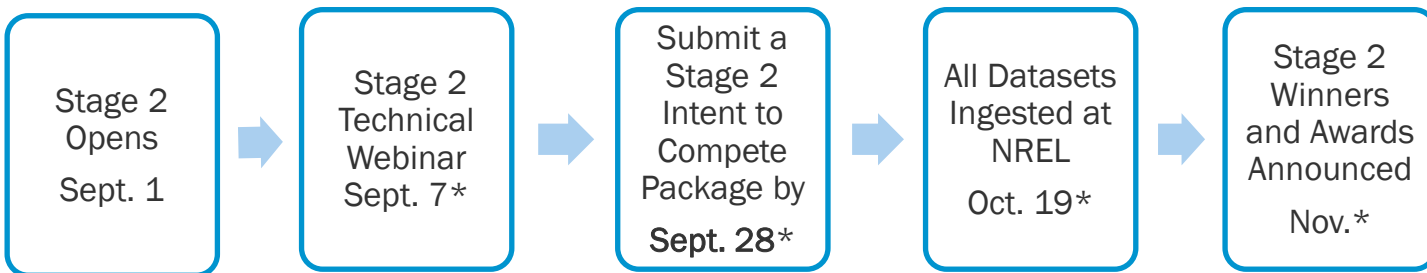 Stage 2
Opens
Sept. 1
Stage 2
Technical
Webinar
Sept. 7*
Submit a
Stage 2
Intent to
Compete
Package by
Sept. 28*
All Datasets
Ingested at
NREL
Oct. 19*
Stage 2
Winners
and Awards
Announced
Nov.*